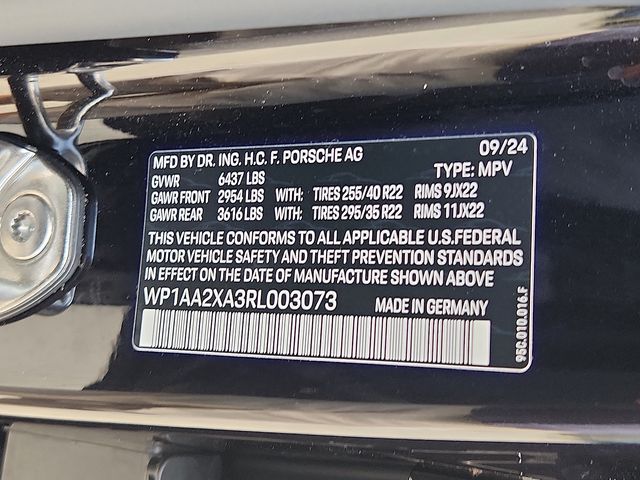 MFD BY DR. ING. H.C. F. PORSCHE AG 09/24
GVWR 6437 LBS TYPE: MPV
GAWR FRONT 2954 LBS WITH: TIRES 255/40 R22 RIMS 9JX22
GAWR REAR 3616 LBS WITH: TIRES 295/35 R22 RIMS 11JX22
THIS VEHICLE CONFORMS TO ALL APPLICABLE U.S.FEDERAL
MOTOR VEHICLE SAFETY AND THEFT PREVENTION STANDARDS
IN EFFECT ON THE DATE OF MANUFACTURE SHOWN ABOVE
WP1AA2XA3RL003073 MADE IN GERMANY
95C.010.016.F